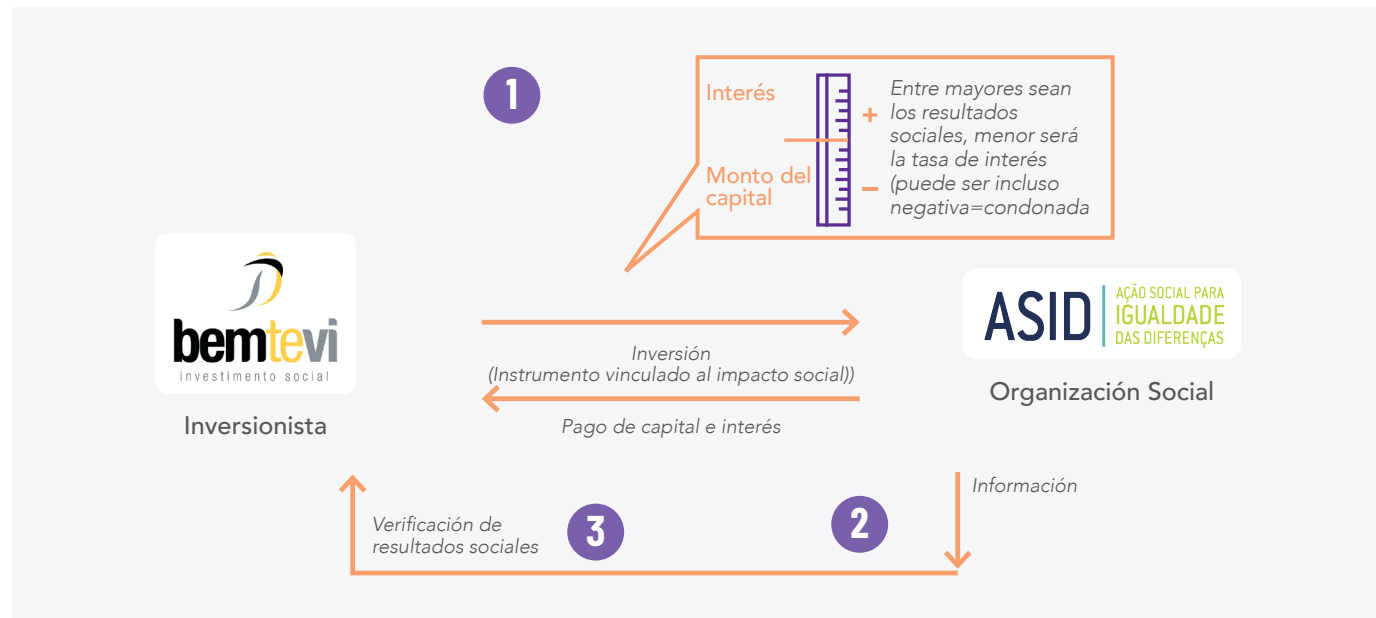 1
Interés
Monto del
capital
+
–
Entre mayores sean
los resultados
sociales, menor será
la tasa de interés
(puede ser incluso
negativa=condonada
bemtevi
investimento social
Inversionista
Inversión
(Instrumento vinculado al impacto social))
Pago de capital e interés
ASID
AÇÃO SOCIAL PARA
IGUALDADE
DAS DIFERENÇAS
Organización Social
Información
2
3
Verificación de
resultados sociales